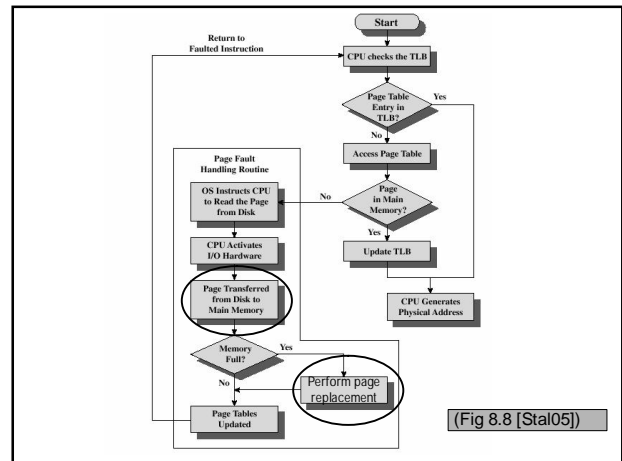 Start
Return to
Faulted Instruction
CPU checks the TLB
Page Table
Entry in
TLB?
Yes
No
Access Page Table
Page Fault
Handling Routine
OS Instructs CPU
to Read the Page
from Disk
No
Page
in Main
Memory?
Yes
CPU Activates
I/O Hardware
Update TLB
Page Transferred
from Disk to
Main Memory
CPU Generates
Physical Address
Memory
Full?
Yes
No
Perform page
replacement
Page Tables
Updated
(Fig 8.8 [Stal05])